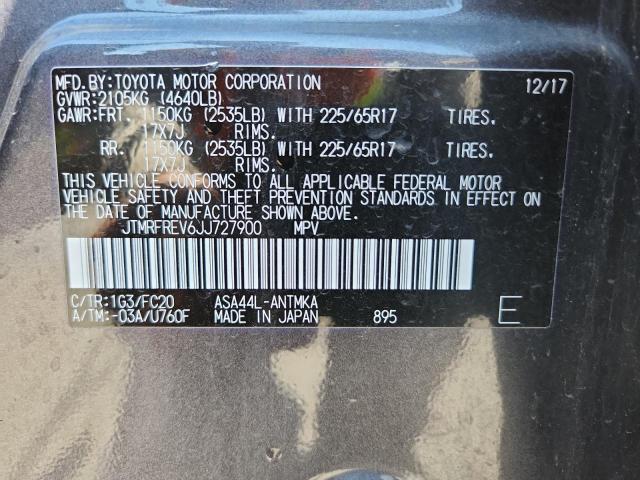 MFD.BY:TOYOTA MOTOR CORPORATION 12/17
GVWR:2105KG (4640LB)
GAWR:FRT. 1150KG (2535LB) WITH 225/65R17 TIRES.
17X7J RIMS.
RR. 1150KG (2535LB) WITH 225/65R17 TIRES.
17X7J RIMS.
THIS VEHICLE CONFORMS TO ALL APPLICABLE FEDERAL MOTOR
VEHICLE SAFETY AND THEFT PREVENTION STANDARDS IN EFFECT
ON THE DATE OF MANUFACTURE SHOWN ABOVE.
JTMRFREV6JJ727900 MPV
C/TR:1G3/FC20 ASA44L-ANTMKA
A/TM:-03A/U760F MADE IN JAPAN 895 E